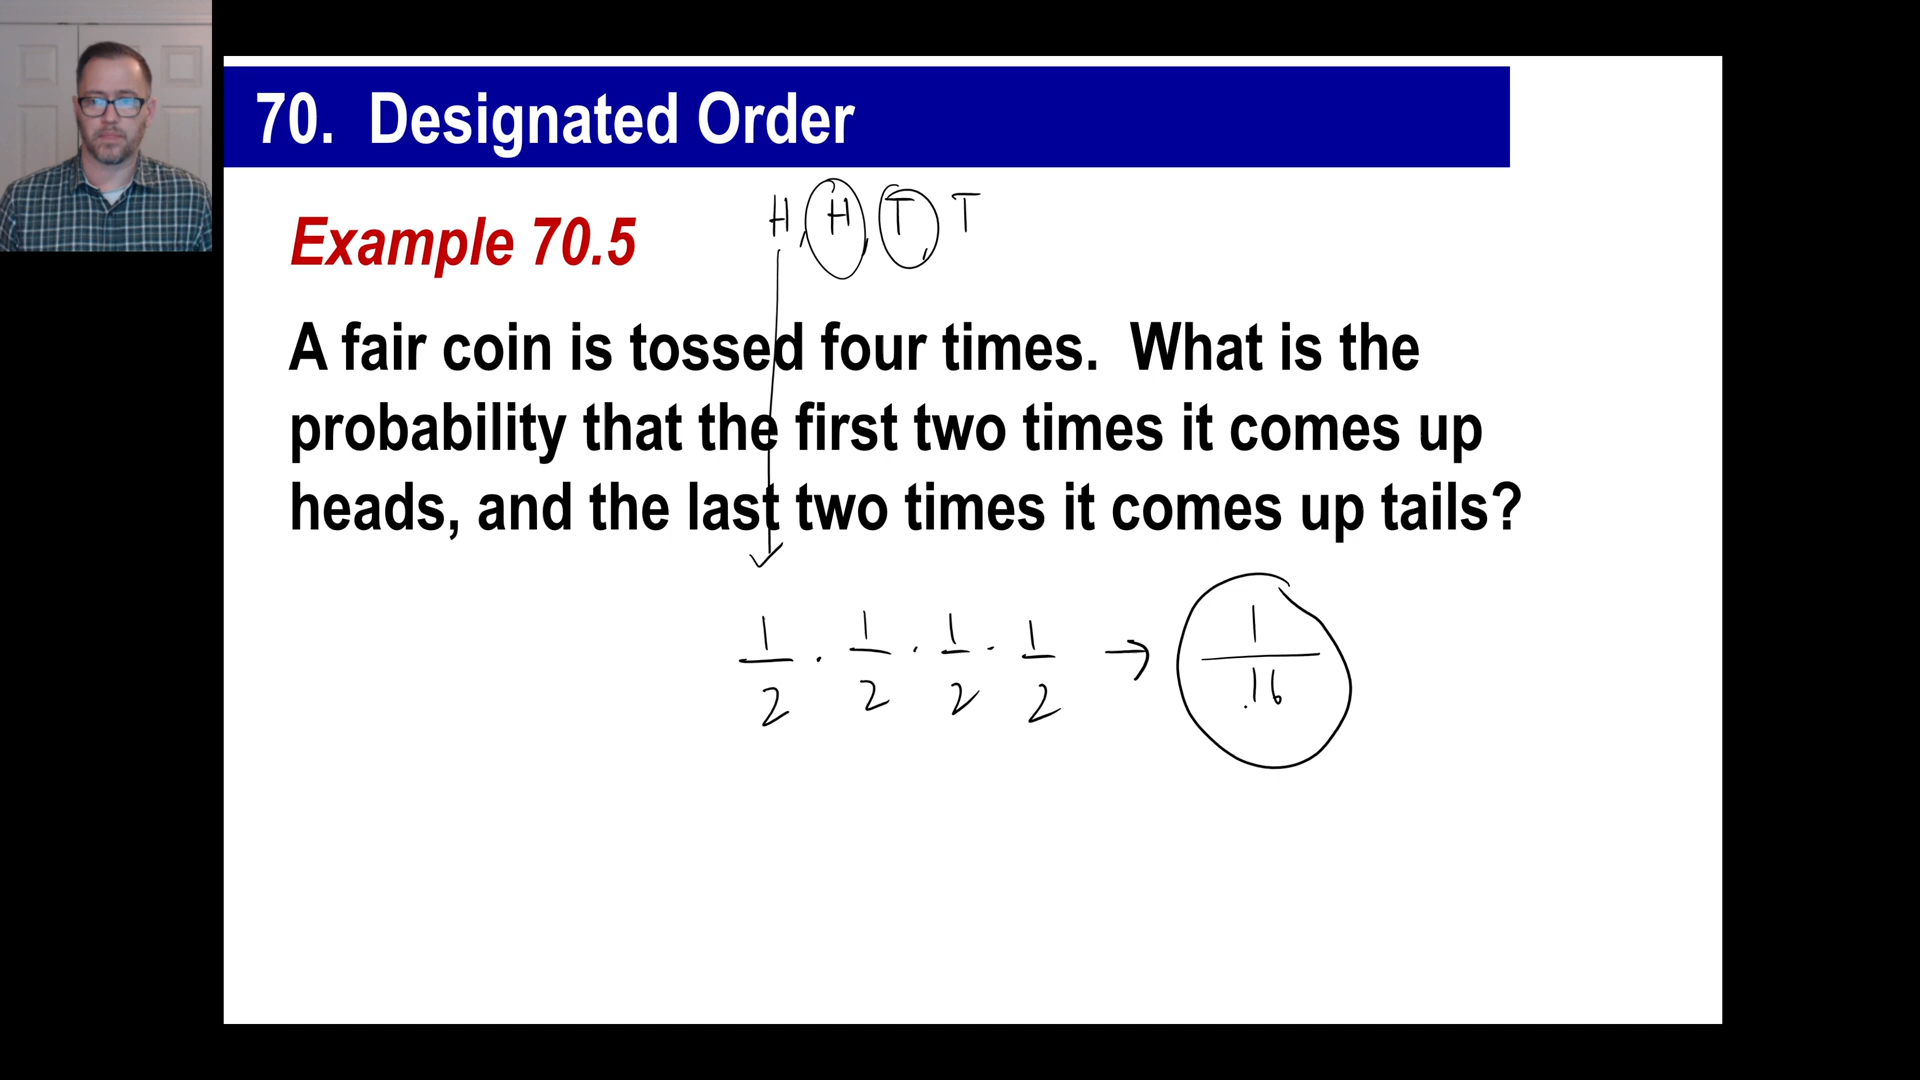 70. Designated Order
H, H, T, T
Example 70.5
A fair coin is tossed four times. What is the
probability that the first two times it comes up
heads, and the last two times it comes up tails?
1/2 · 1/2 · 1/2 · 1/2 → 1/16